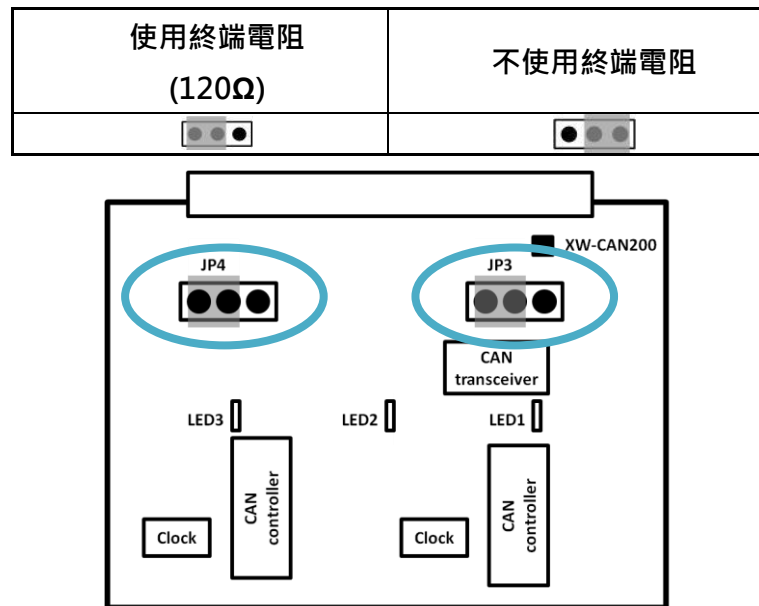 使用終端電阻
(120Ω)
不使用終端電阻
XW-CAN200
JP4
JP3
CAN
transceiver
LED3
LED2
LED1
CAN
controller
CAN
controller
Clock
Clock